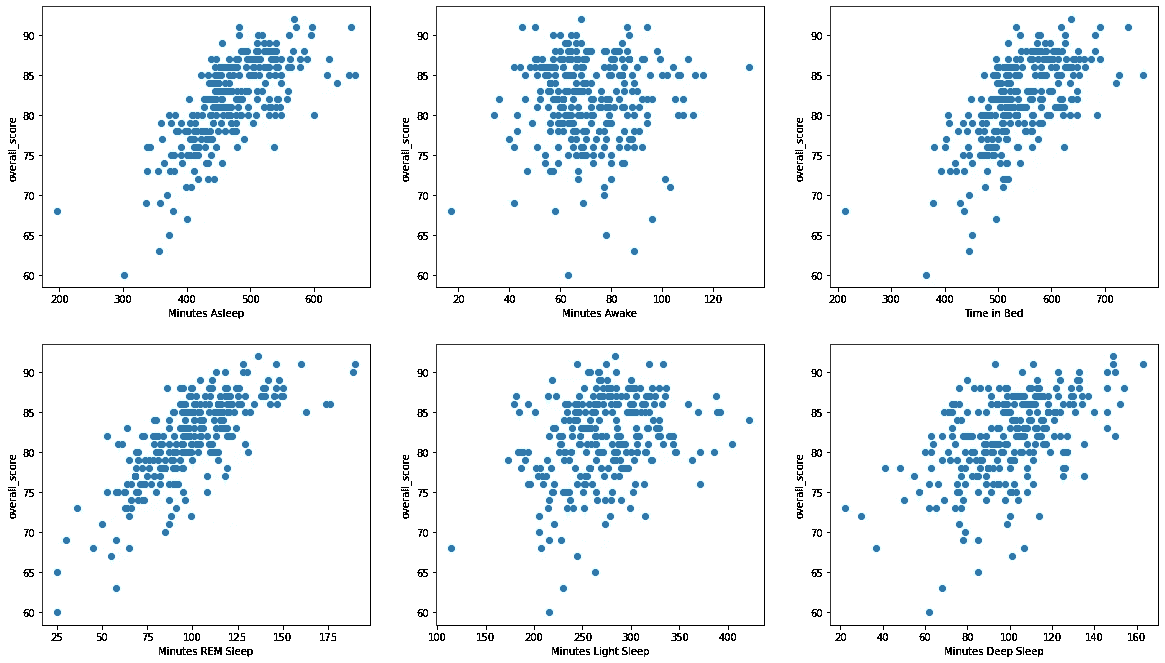 90
85
80
75
70
65
60
overall_score
200 300 400 500 600
Minutes Asleep
90
85
80
75
70
65
60
overall_score
20 40 60 80 100 120
Minutes Awake
90
85
80
75
70
65
60
overall_score
200 300 400 500 600 700
Time in Bed
90
85
80
75
70
65
60
overall_score
25 50 75 100 125 150 175
Minutes REM Sleep
90
85
80
75
70
65
60
overall_score
100 150 200 250 300 350 400
Minutes Light Sleep
90
85
80
75
70
65
60
overall_score
20 40 60 80 100 120 140 160
Minutes Deep Sleep